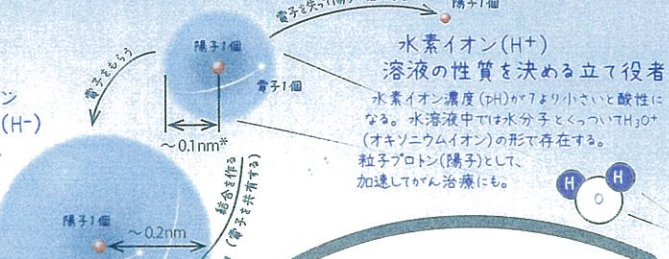 電子を失う
陽子1個
陽子1個
水素イオン(H+)
溶液の性質を決める立て役者
電子をもらう
電子1個
ン
(H-)
水素イオン濃度(pH)が7より小さいと酸性に
なる。水溶液中では水分子とくっついてH₃O⁺
(オキソニウムイオン)の形で存在する。
粒子プロトン(陽子)として、
加速してがん治療にも。
~0.1nm*
結合を作る
(電子を共有する)
H
H
O
陽子1個
~0.2nm